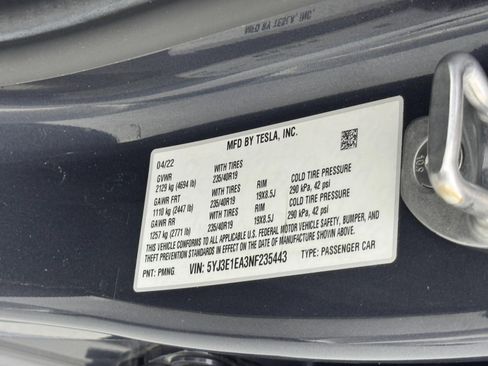 MFD BY TESLA, INC.
04/22
GVWR WITH TIRES
2129 kg (4694 lb) 235/40R19 RIM COLD TIRE PRESSURE
GAWR FRT WITH TIRES 19X8.5J 290 kPa, 42 psi
1110 kg (2447 lb) 235/40R19 RIM COLD TIRE PRESSURE
GAWR RR WITH TIRES 19X8.5J 290 kPa, 42 psi
1257 kg (2771 lb) 235/40R19
THIS VEHICLE CONFORMS TO ALL APPLICABLE U.S. FEDERAL MOTOR VEHICLE SAFETY, BUMPER, AND
THEFT PREVENTION STANDARDS IN EFFECT ON THE DATE OF MANUFACTURE SHOWN ABOVE.
PNT: PMNG. VIN: 5YJ3E1EA3NF235443 TYPE: PASSENGER CAR